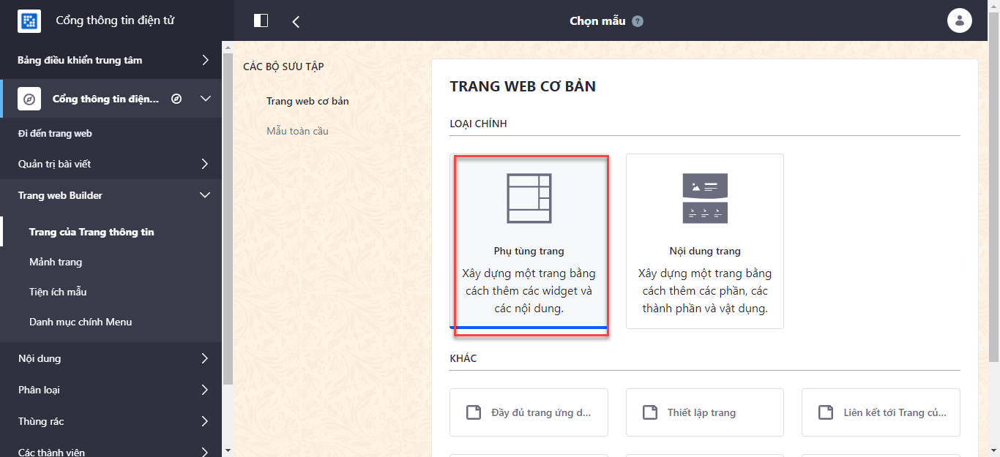 Cổng thông tin điện tử
Chọn mẫu ?
Bảng điều khiển trung tâm
Cổng thông tin điện...
Đi đến trang web
Quản trị bài viết
Trang web Builder
Trang của Trang thông tin
Mảnh trang
Tiện ích mẫu
Danh mục chính Menu
Nội dung
Phân loại
Thùng rác
Các thành viên
CÁC BỘ SƯU TẬP
Trang web cơ bản
Mẫu toàn cầu
TRANG WEB CƠ BẢN
LOẠI CHÍNH
Phụ tùng trang
Xây dựng một trang bằng
cách thêm các widget và
các nội dung.
Nội dung trang
Xây dựng một trang bằng
cách thêm các phần, các
thành phần và vật dụng.
KHÁC
Đầy đủ trang ứng d...
Thiết lập trang
Liên kết tới Trang củ...